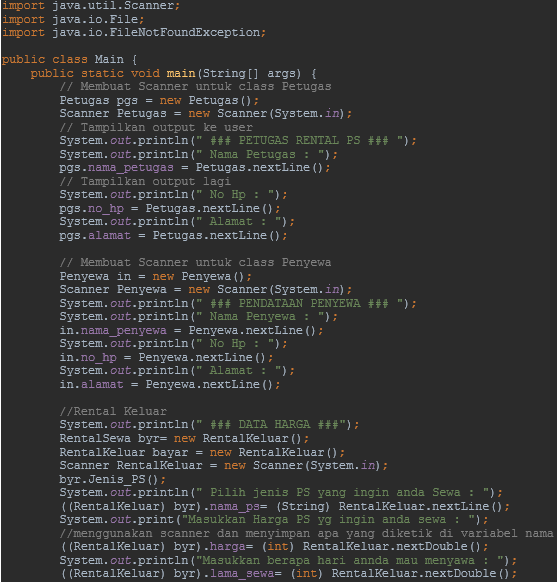 import java.util.Scanner;
import java.io.File;
import java.io.FileNotFoundException;
public class Main {
public static void main(String[] args) {
// Membuat Scanner untuk class Petugas
Petugas pgs = new Petugas();
Scanner Petugas = new Scanner(System.in);
// Tampilkan output ke user
System.out.println(" ### PETUGAS RENTAL PS ### ");
System.out.println(" Nama Petugas : ");
pgs.nama_petugas = Petugas.nextLine();
// Tampilkan output lagi
System.out.println(" No Hp : ");
pgs.no_hp = Petugas.nextLine();
System.out.println(" Alamat : ");
pgs.alamat = Petugas.nextLine();
// Membuat Scanner untuk class Penyewa
Penyewa in = new Penyewa();
Scanner Penyewa = new Scanner(System.in);
System.out.println(" ### PENDATAAN PENYEWA ### ");
System.out.println(" Nama Penyewa : ");
in.nama_penyewa = Penyewa.nextLine();
System.out.println(" No Hp : ");
in.no_hp = Penyewa.nextLine();
System.out.println(" Alamat : ");
in.alamat = Penyewa.nextLine();
//Rental Keluar
System.out.println(" ### DATA HARGA ###");
RentalSewa byr= new RentalKeluar();
RentalKeluar bayar = new RentalKeluar();
Scanner RentalKeluar = new Scanner(System.in);
byr.Jenis_PS();
System.out.println(" Pilih jenis PS yang ingin anda Sewa : ");
((RentalKeluar) byr).nama_ps= (String) RentalKeluar.nextLine();
System.out.print("Masukkan Harga PS yg ingin anda sewa : ");
//menggunakan scanner dan menyimpan apa yang diketik di variabel nama
((RentalKeluar) byr).harga= (int) RentalKeluar.nextDouble();
System.out.println("Masukkan berapa hari annda mau menyawa : ");
((RentalKeluar) byr).lama_sewa= (int) RentalKeluar.nextDouble();